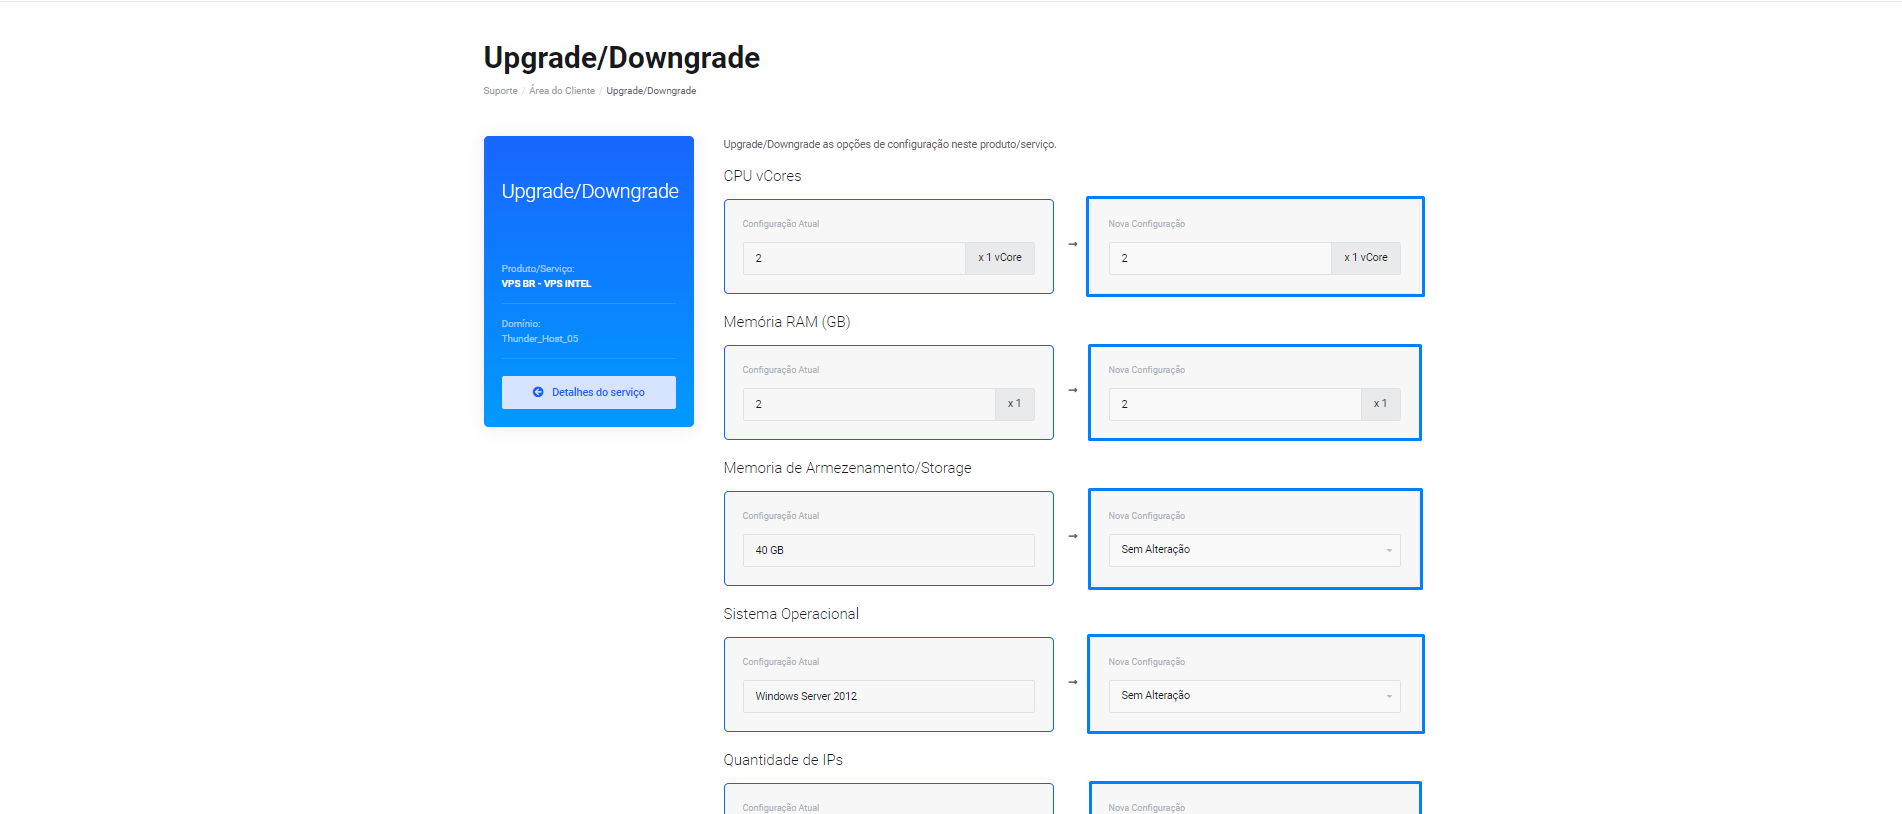 Upgrade/Downgrade
Suporte / Área do Cliente / Upgrade/Downgrade
Upgrade/Downgrade
Produto/Serviço:
VPS BR - VPS INTEL
Domínio:
Thunder_Host_05
Detalhes do serviço
Upgrade/Downgrade as opções de configuração neste produto/serviço.
CPU vCores
Configuração Atual
2 x 1 vCore
→
Nova Configuração
2 x 1 vCore
Memória RAM (GB)
Configuração Atual
2 x 1
→
Nova Configuração
2 x 1
Memoria de Armezenamento/Storage
Configuração Atual
40 GB
→
Nova Configuração
Sem Alteração
Sistema Operacional
Configuração Atual
Windows Server 2012
→
Nova Configuração
Sem Alteração
Quantidade de IPs
Configuração Atual
Nova Configuração